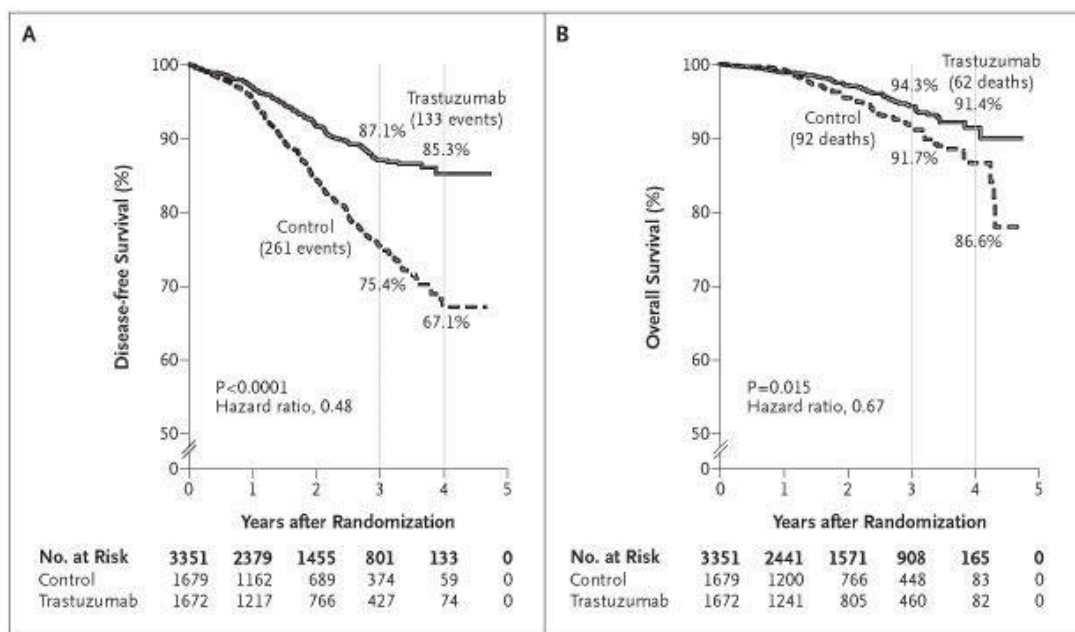 A
100
90
80
70
60
50
0
Disease-free Survival (%)
Trastuzumab
(133 events)
87.1%
85.3%
Control
(261 events)
75.4%
67.1%
P<0.0001
Hazard ratio, 0.48
0 1 2 3 4 5
Years after Randomization
No. at Risk 3351 2379 1455 801 133 0
Control 1679 1162 689 374 59 0
Trastuzumab 1672 1217 766 427 74 0
B
100
90
80
70
60
50
0
Overall Survival (%)
Trastuzumab
(62 deaths)
94.3%
91.4%
Control
(92 deaths)
91.7%
86.6%
P=0.015
Hazard ratio, 0.67
0 1 2 3 4 5
Years after Randomization
No. at Risk 3351 2441 1571 908 165 0
Control 1679 1200 766 448 83 0
Trastuzumab 1672 1241 805 460 82 0